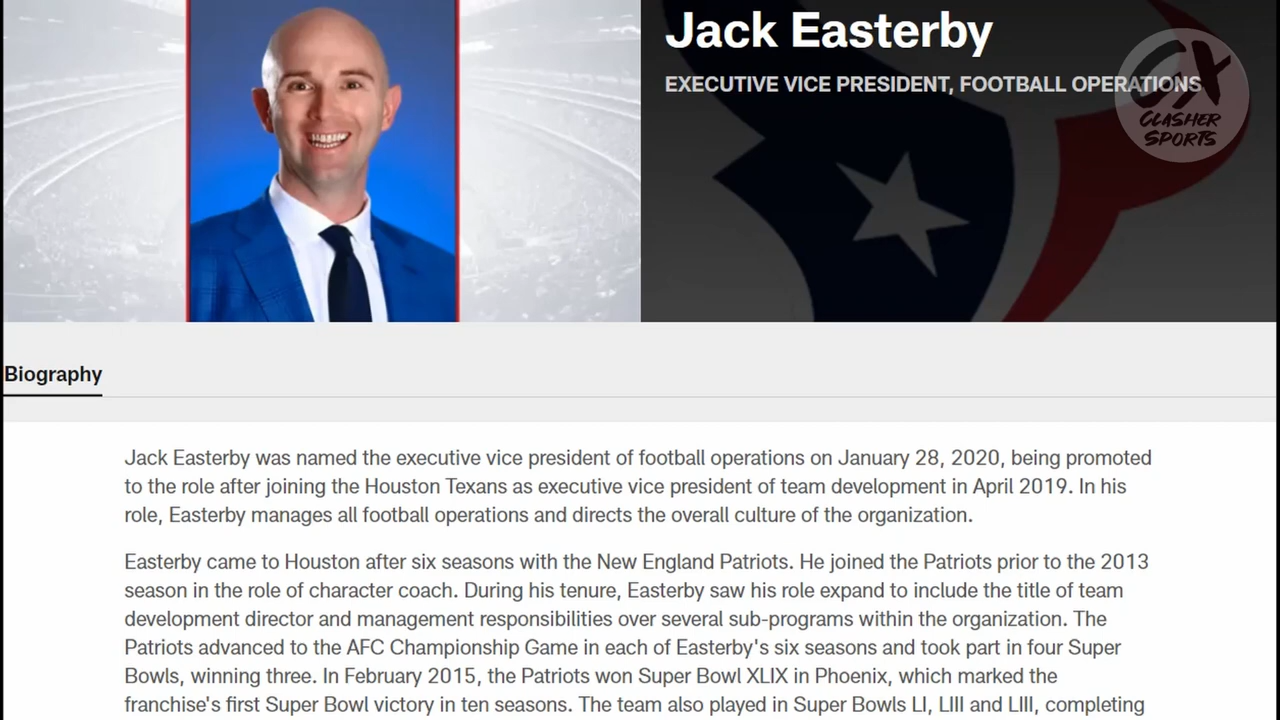 Jack Easterby
EXECUTIVE VICE PRESIDENT, FOOTBALL OPERATIONS
CX
CLASHER
SPORTS
Biography
Jack Easterby was named the executive vice president of football operations on January 28, 2020, being promoted
to the role after joining the Houston Texans as executive vice president of team development in April 2019. In his
role, Easterby manages all football operations and directs the overall culture of the organization.
Easterby came to Houston after six seasons with the New England Patriots. He joined the Patriots prior to the 2013
season in the role of character coach. During his tenure, Easterby saw his role expand to include the title of team
development director and management responsibilities over several sub-programs within the organization. The
Patriots advanced to the AFC Championship Game in each of Easterby's six seasons and took part in four Super
Bowls, winning three. In February 2015, the Patriots won Super Bowl XLIX in Phoenix, which marked the
franchise's first Super Bowl victory in ten seasons. The team also played in Super Bowls LI, LIII and LIII, completing